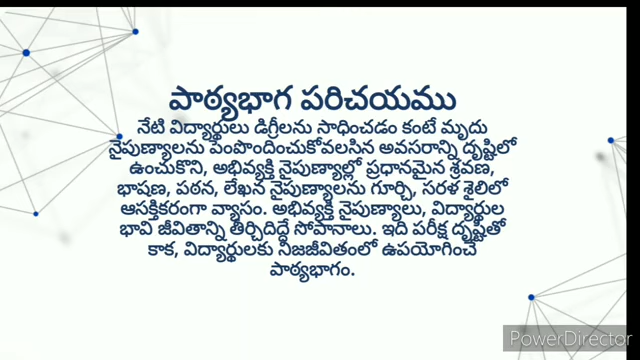 పాఠ్యభాగ పరిచయము
నేటి విద్యార్థులు డిగ్రీలను సాధించడం కంటే మృదు
నైపుణ్యాలను పెంపొందించుకోవలసిన అవసరాన్ని దృష్టిలో
ఉంచుకొని, అభివ్యక్తి నైపుణ్యాల్లో ప్రధానమైన శ్రవణ,
భాషణ, పఠన, లేఖన నైపుణ్యాలను గూర్చి, సరళ శైలిలో
ఆసక్తికరంగా వ్యాసం. అభివ్యక్తి నైపుణ్యాలు, విద్యార్థుల
భావి జీవితాన్ని తీర్చిదిద్దే సోపానాలు. ఇది పరీక్ష దృష్టితో
కాక, విద్యార్థులకు నిజజీవితంలో ఉపయోగించే
పాఠ్యభాగం.
PowerDirector